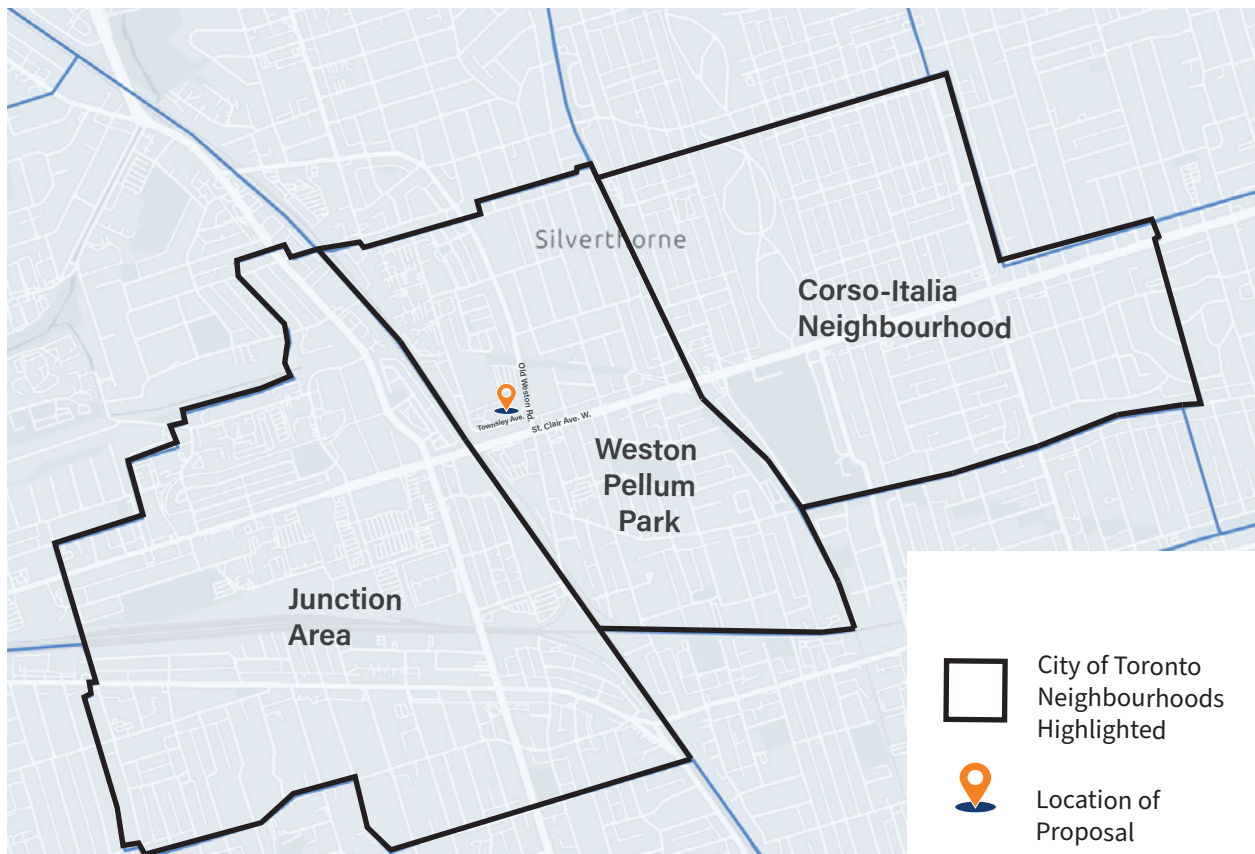 Silverthorne
Corso-Italia
Neighbourhood
Old Weston Rd.
Townsley Ave.
St. Clair Ave. W.
Weston
Pellum
Park
Junction
Area
City of Toronto
Neighbourhoods
Highlighted
Location of
Proposal